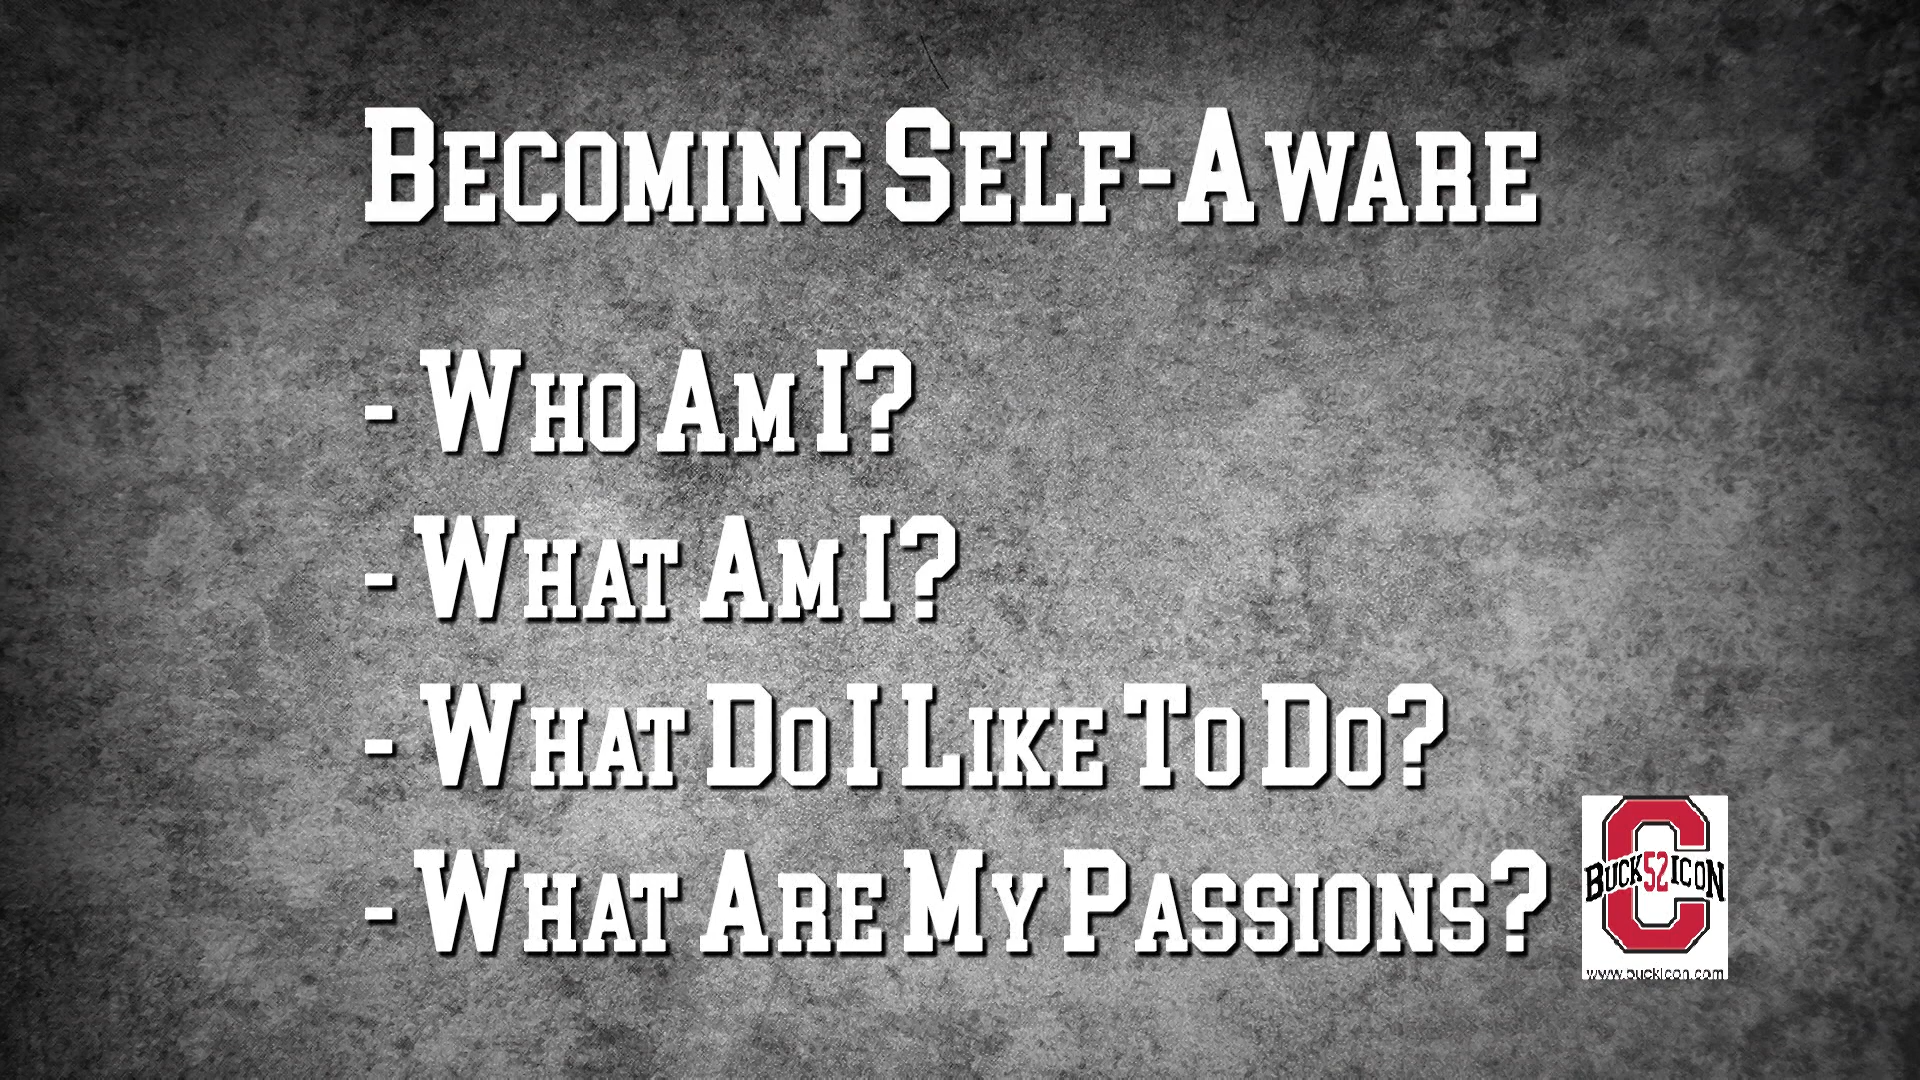 Becoming Self-Aware
- Who Am I?
- What Am I?
- What Do I Like To Do?
- What Are My Passions?
Buck52icon
www.buckicon.com